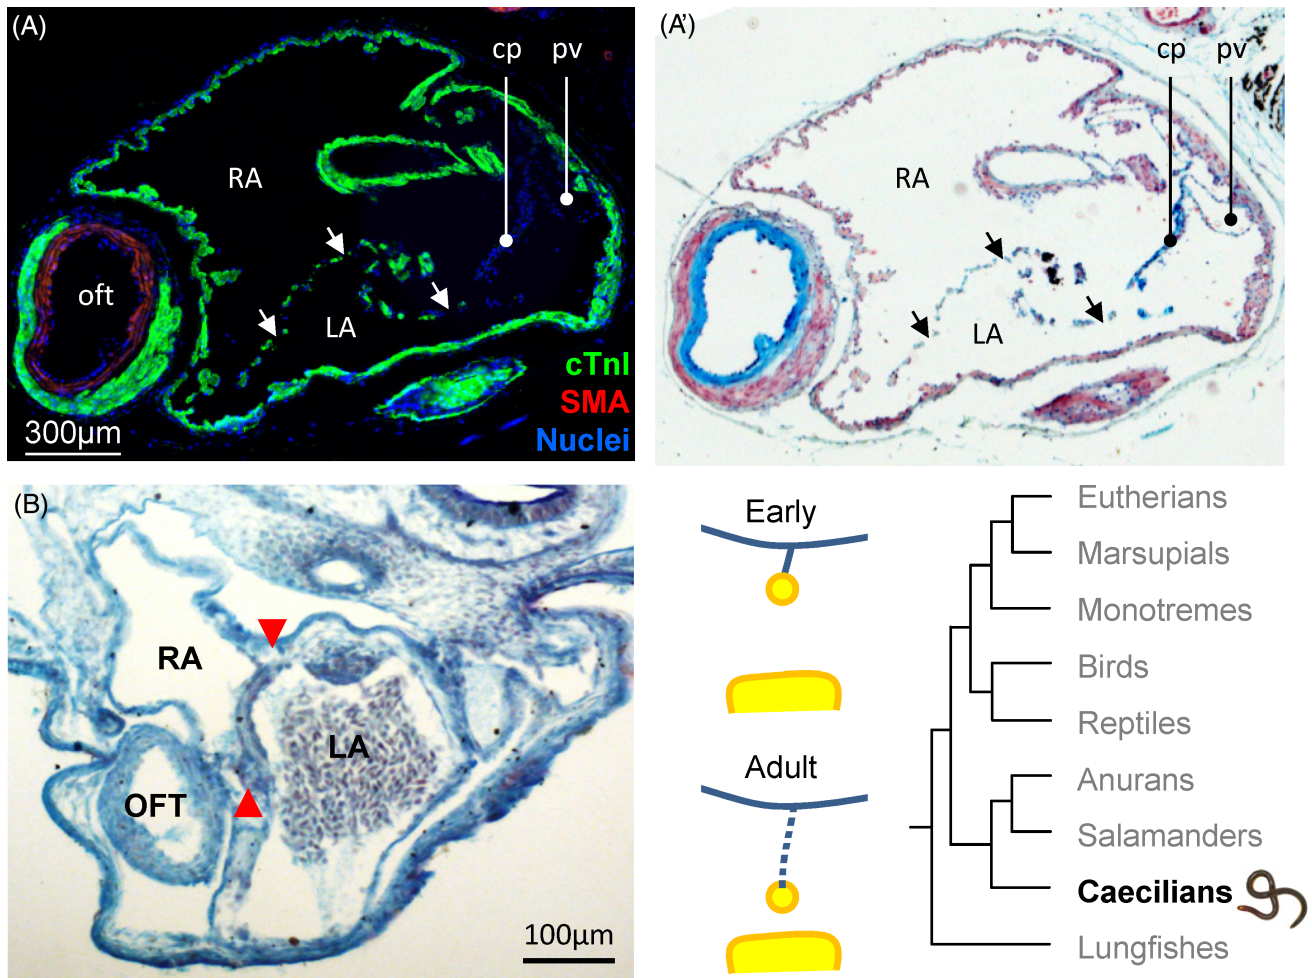 (A)
cp pv
RA
oft
LA
cTnI
SMA
Nuclei
300µm
(A')
cp pv
RA
LA
(B)
RA
LA
OFT
100µm
Early
Adult
Eutherians
Marsupials
Monotremes
Birds
Reptiles
Anurans
Salamanders
Caecilians
Lungfishes